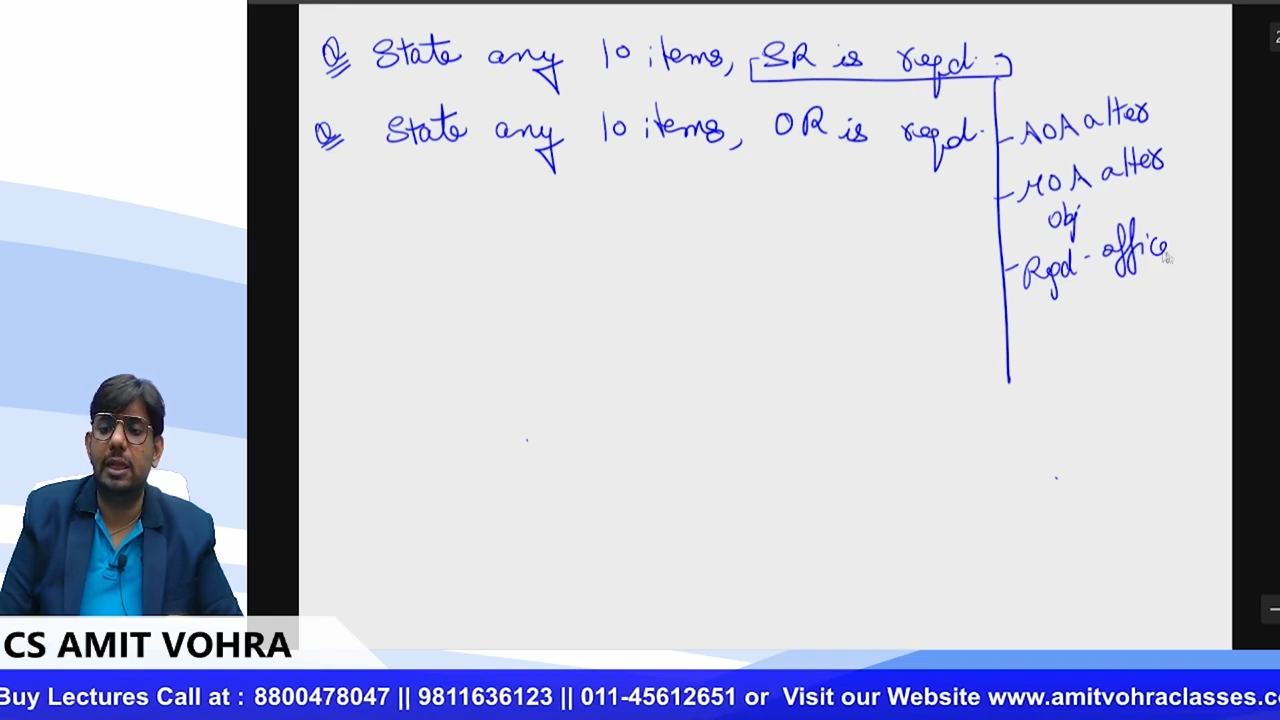 Q State any 10 items, SR is reqd.
Q State any 10 items, OR is reqd.
- AOA alter
- MOA alter
obj
- Regd - office
CS AMIT VOHRA
Buy Lectures Call at : 8800478047 || 9811636123 || 011-45612651 or Visit our Website www.amitvohraclasses.c